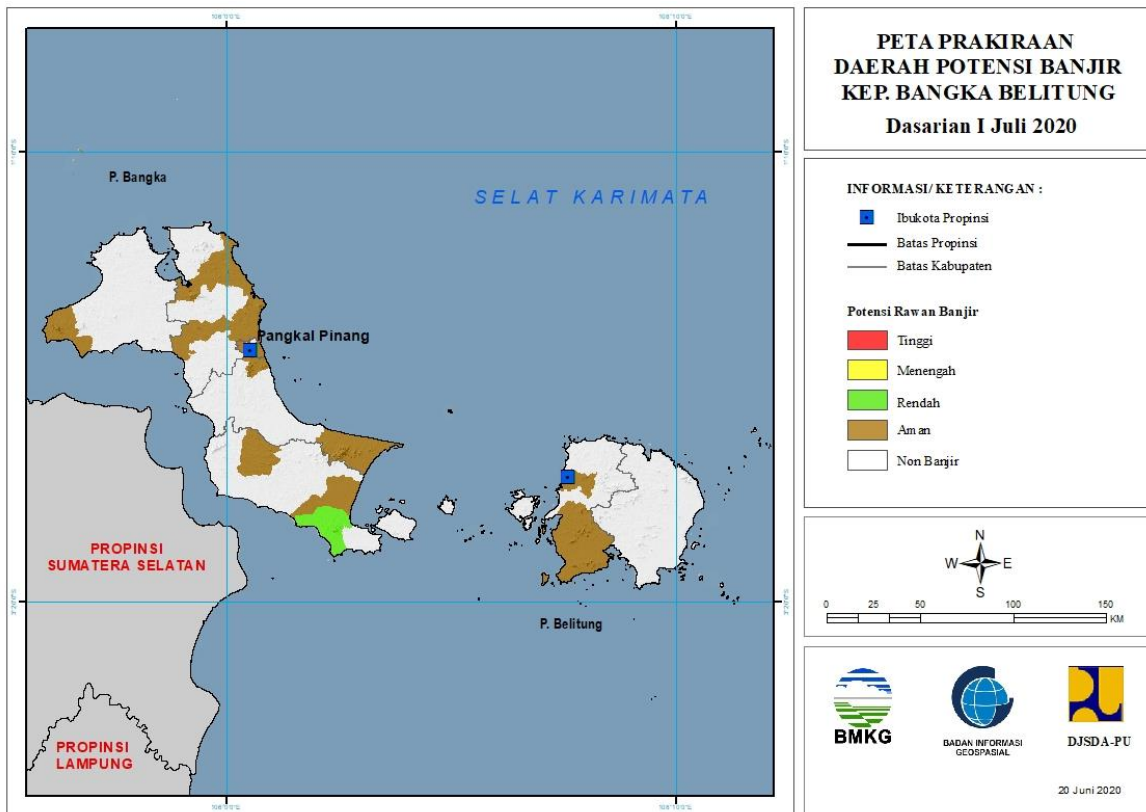 PETA PRAKIRAAN
DAERAH POTENSI BANJIR
KEP. BANGKA BELITUNG
Dasarian I Juli 2020
P. Bangka
SELAT KARIMATA
Pangkal Pinang
PROPINSI
SUMATERA SELATAN
P. Belitung
PROPINSI
LAMPUNG
INFORMASI/ KETERANGAN :
Ibukota Propinsi
Batas Propinsi
Batas Kabupaten
Potensi Rawan Banjir
Tinggi
Menengah
Rendah
Aman
Non Banjir
N
W E
S
0 25 50 100 150
KM
BMKG
BADAN INFORMASI
GEOSPASIAL
DJSDA-PU
20 Juni 2020